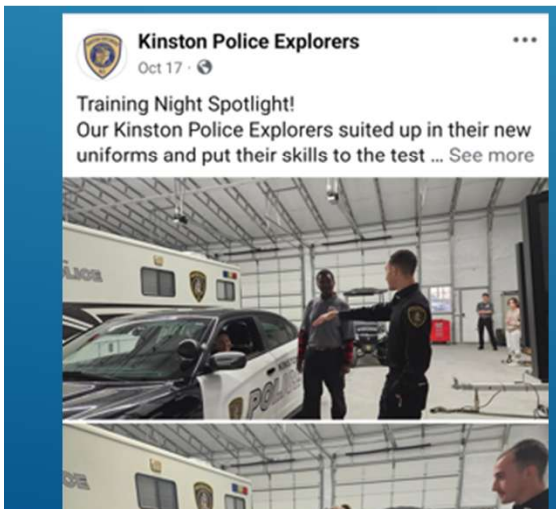 Kinston Police Explorers
Oct 17 ·
Training Night Spotlight!
Our Kinston Police Explorers suited up in their new
uniforms and put their skills to the test ... See more
POLICE